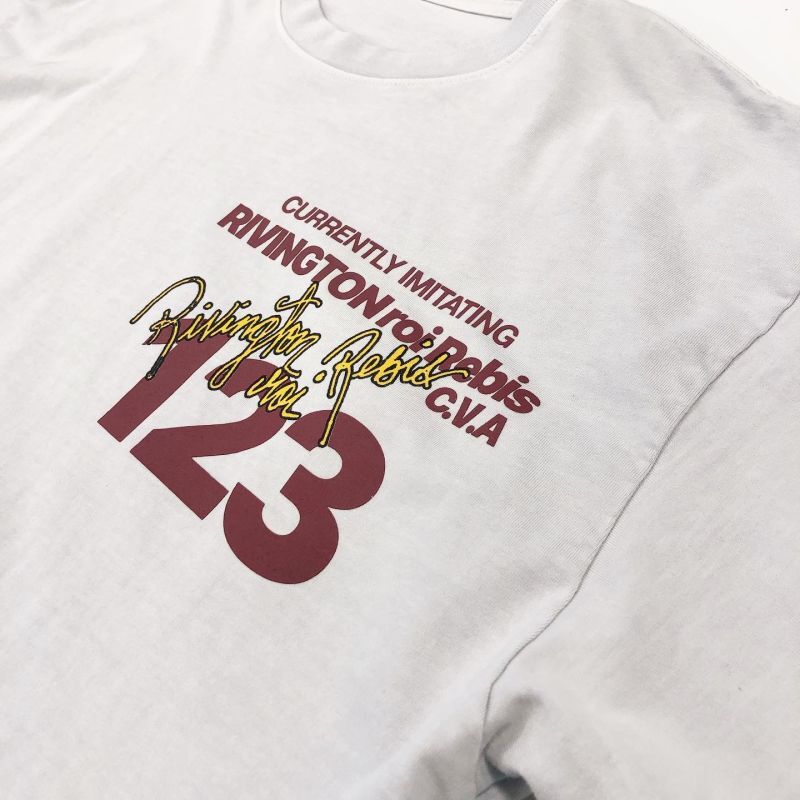 CURRENTLY IMITATING
RIVINGTON roi Rebis
C.V.A
Rivington
roi Rebis
123